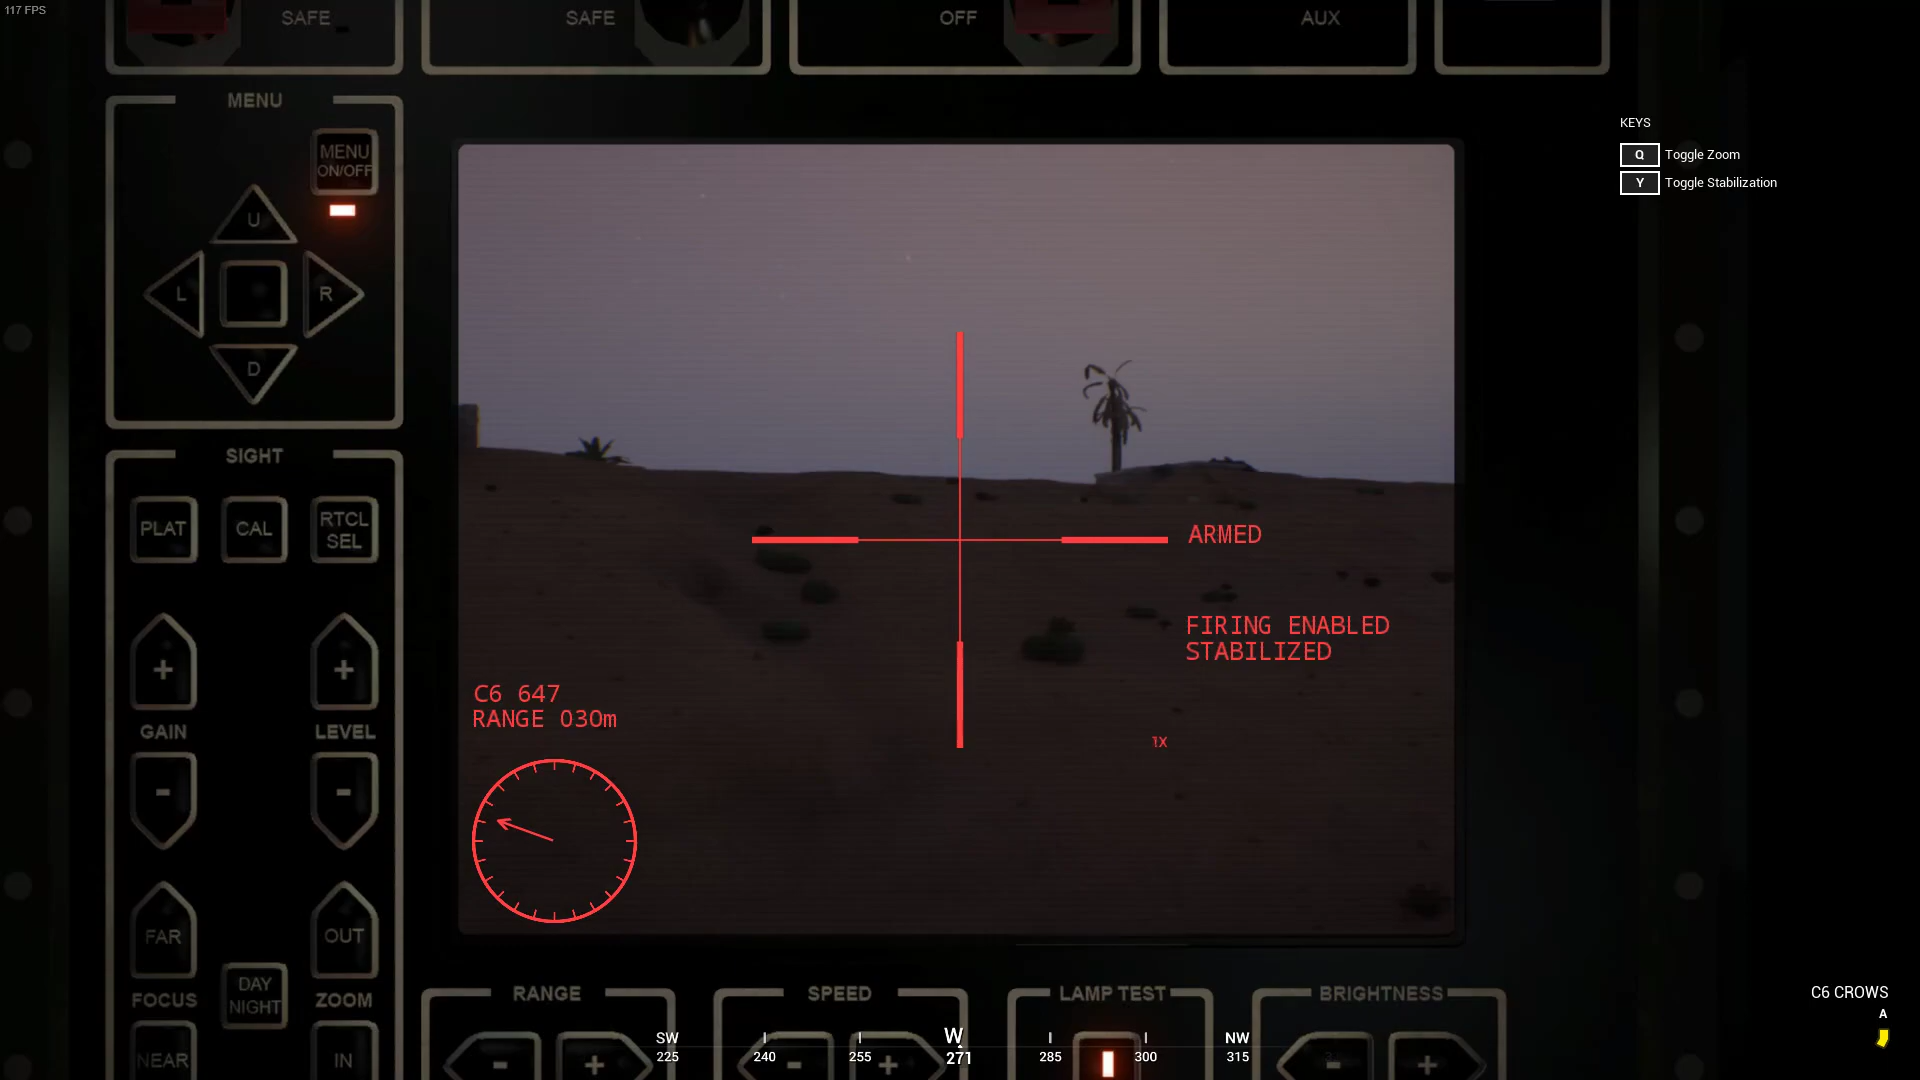 117 FPS
SAFE
SAFE
OFF
AUX
MENU
MENU
ON/OFF
U
L
R
D
KEYS
Q Toggle Zoom
Y Toggle Stabilization
SIGHT
PLAT
CAL
RTCL
SEL
+
+
GAIN
LEVEL
-
-
FAR
OUT
DAY
NIGHT
FOCUS
ZOOM
NEAR
IN
ARMED
FIRING ENABLED
STABILIZED
C6 647
RANGE 030m
1X
RANGE
SPEED
LAMP TEST
BRIGHTNESS
- +
- +
- +
SW W NW
225 240 255 271 285 300 315
C6 CROWS
A